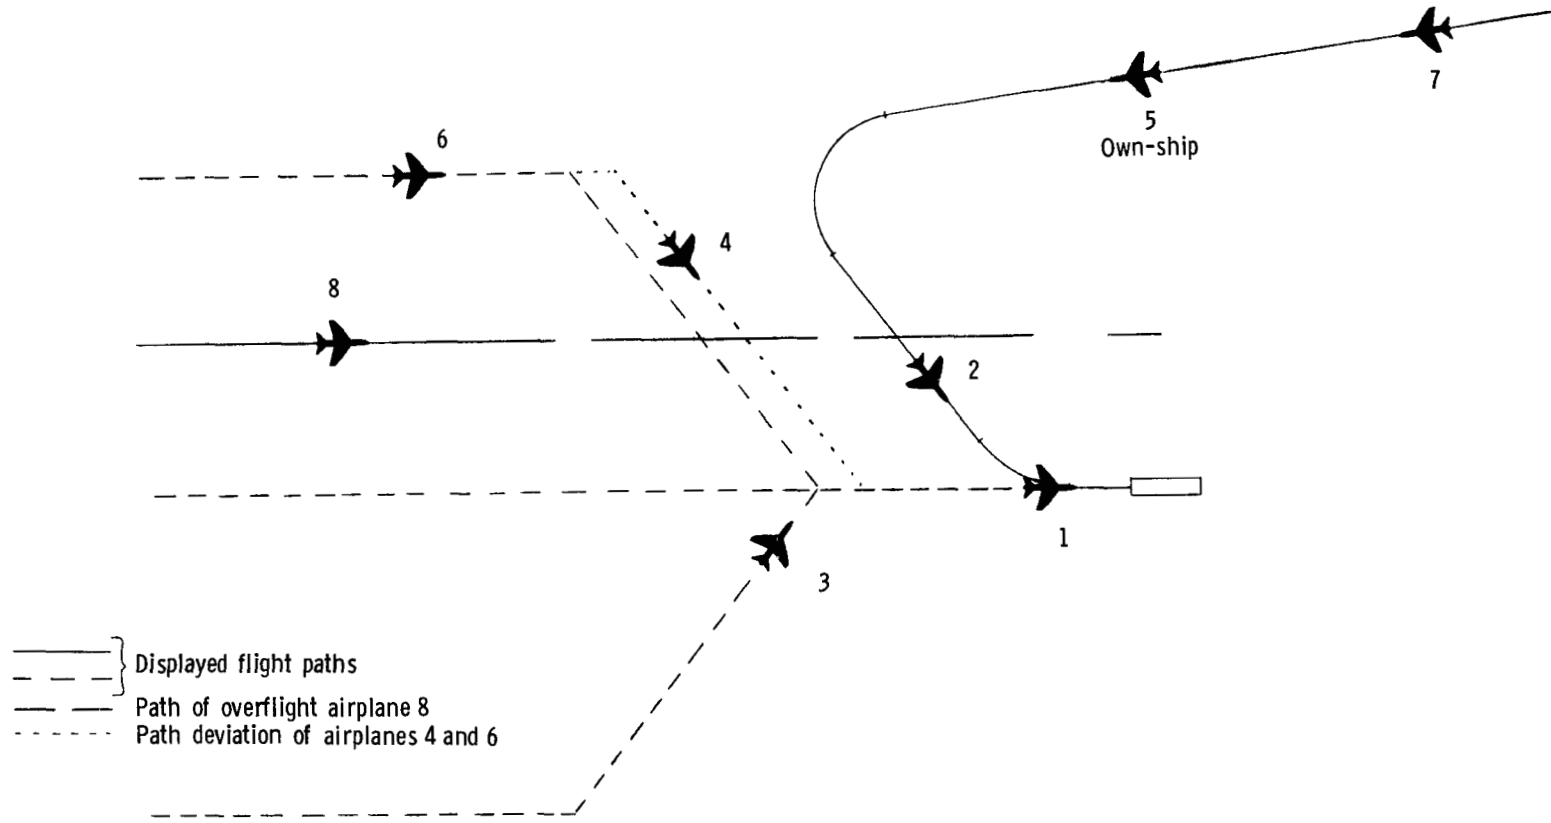 7
5
Own-ship
6
4
8
2
1
3
Displayed flight paths
Path of overflight airplane 8
Path deviation of airplanes 4 and 6